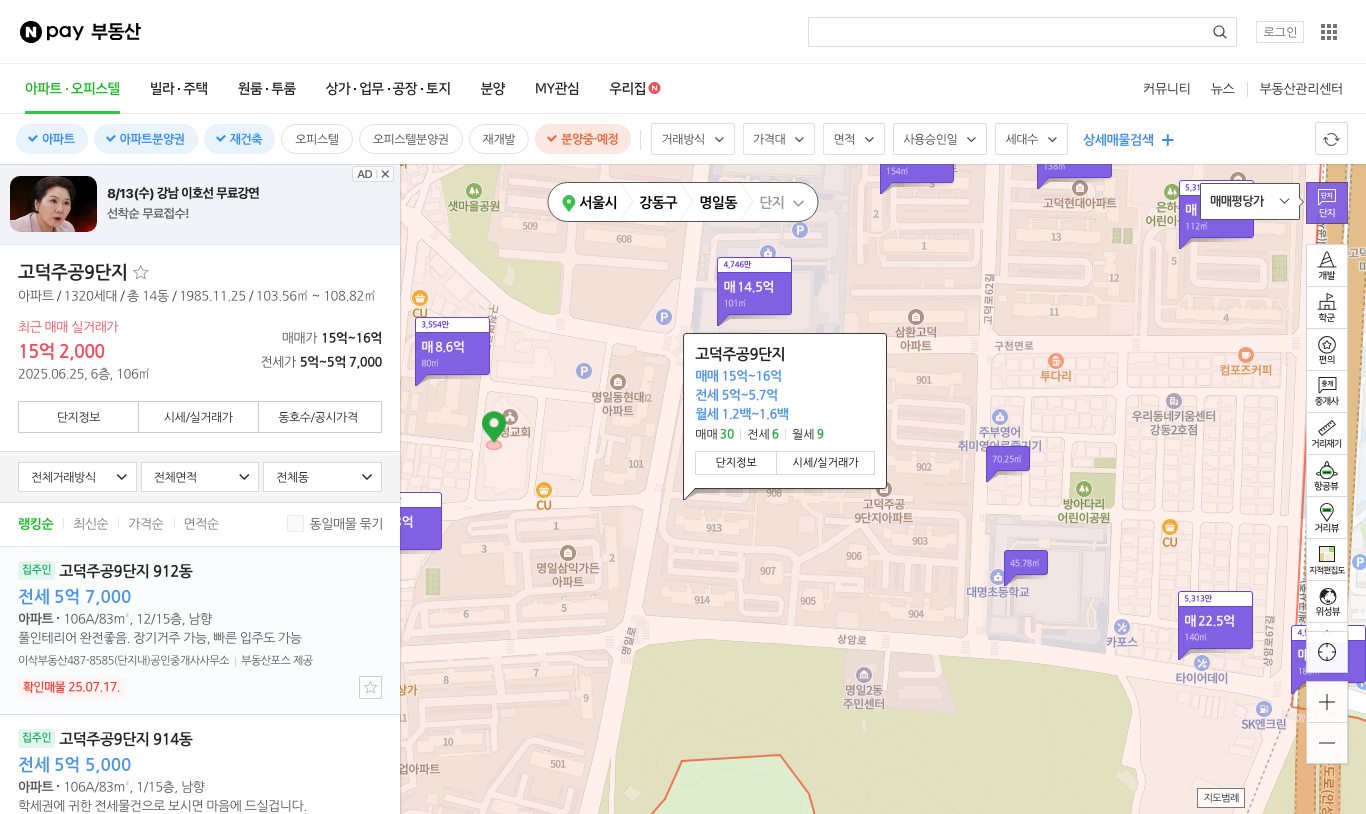 N pay 부동산
로그인
아파트·오피스텔 빌라·주택 원룸·투룸 상가·업무·공장·토지 분양 MY관심 우리집 N 커뮤니티 뉴스 부동산관리센터
아파트 아파트분양권 재건축 오피스텔 오피스텔분양권 재개발 분양중·예정 거래방식 가격대 면적 사용승인일 세대수 상세매물검색
AD
8/13(수) 강남 이호선 무료강연
선착순 무료접수!
고덕주공9단지
아파트 / 1320세대 / 총 14동 / 1985.11.25 / 103.56㎡ ~ 108.82㎡
최근 매매 실거래가
15억 2,000
2025.06.25, 6층, 106㎡
매매가 15억~16억
전세가 5억~5억 7,000
단지정보 시세/실거래가 동호수/공시가격
전체거래방식 전체면적 전체동
랭킹순 최신순 가격순 면적순 동일매물 묶기
집주인 고덕주공9단지 912동
전세 5억 7,000
아파트 · 106A/83㎡, 12/15층, 남향
풀인테리어 완전좋음. 장기거주 가능, 빠른 입주도 가능
이삭부동산487-8585(단지내)공인중개사사무소 부동산포스 제공
확인매물 25.07.17.
집주인 고덕주공9단지 914동
전세 5억 5,000
아파트 · 106A/83㎡, 1/15층, 남향
학세권에 귀한 전세물건으로 보시면 마음에 드실겁니다.
서울시 강동구 명일동 단지
샛마을공원
509
608
154㎡
138㎡
고덕현대아파트
2
1
13
11
12
4
5,31
매
112㎡
매매평당가
4,746만
매 14.5억
101㎡
고덕로62길
삼환고덕
아파트
구천면로
투다리
컴포즈커피
CU
3,554만
매 8.6억
80㎡
명일동현대
아파트
2
1
101
고덕주공9단지
매매 15억~16억
전세 5억~5.7억
월세 1.2백~1.6백
매매 30 전세 6 월세 9
단지정보 시세/실거래가
901
902
903
904
905
906
907
908
913
914
고덕주공
9단지아파트
주부영어
70.25㎡
우리동네키움센터
강동2호점
방아다리
어린이공원
CU
CU
명일삼익가든
아파트
1
2
3
4
5
6
45.78㎡
대명초등학교
5,313만
매 22.5억
140㎡
상암로
상암로67길
명일로
카포스
타이어데이
SK엔크린
명일2동
주민센터
상가
7
8
9
10
11
501
업아파트
단지
개발
학군
편의
중개
중개사
거리재기
항공뷰
거리뷰
지적편집도
위성뷰
지도범례